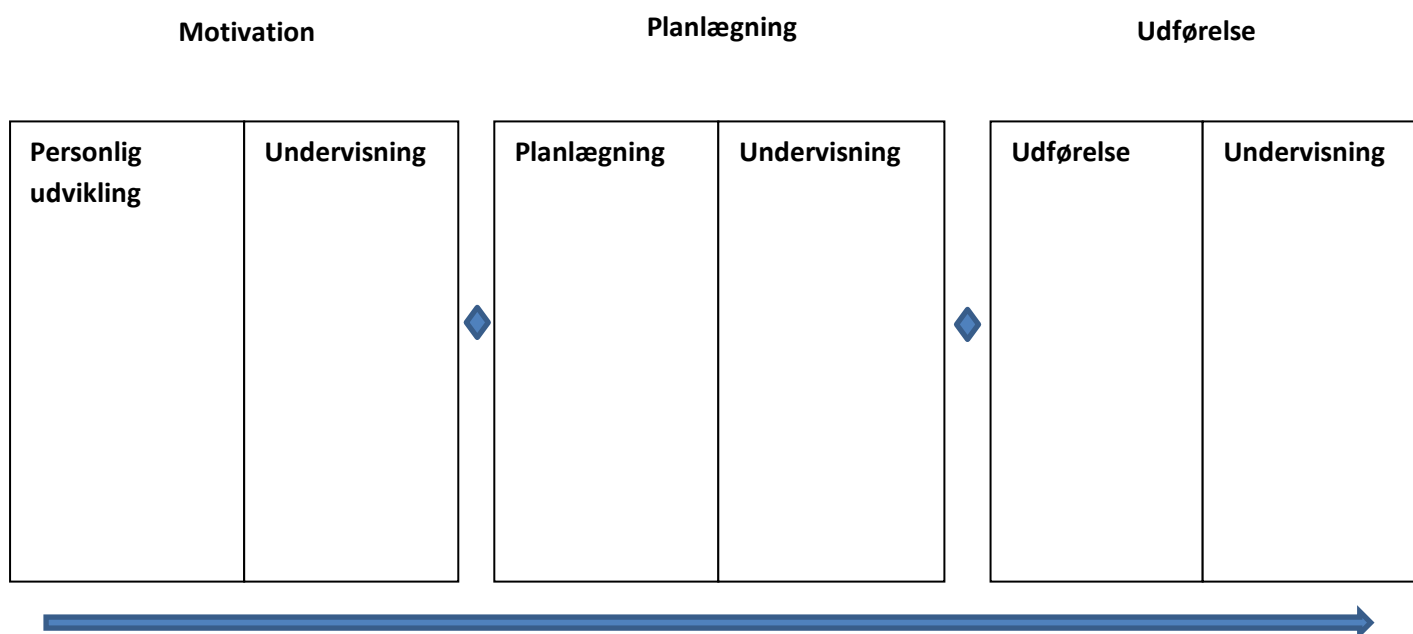 Motivation
Planlægning
Udførelse
Personlig
udvikling
Undervisning
Planlægning
Undervisning
Udførelse
Undervisning